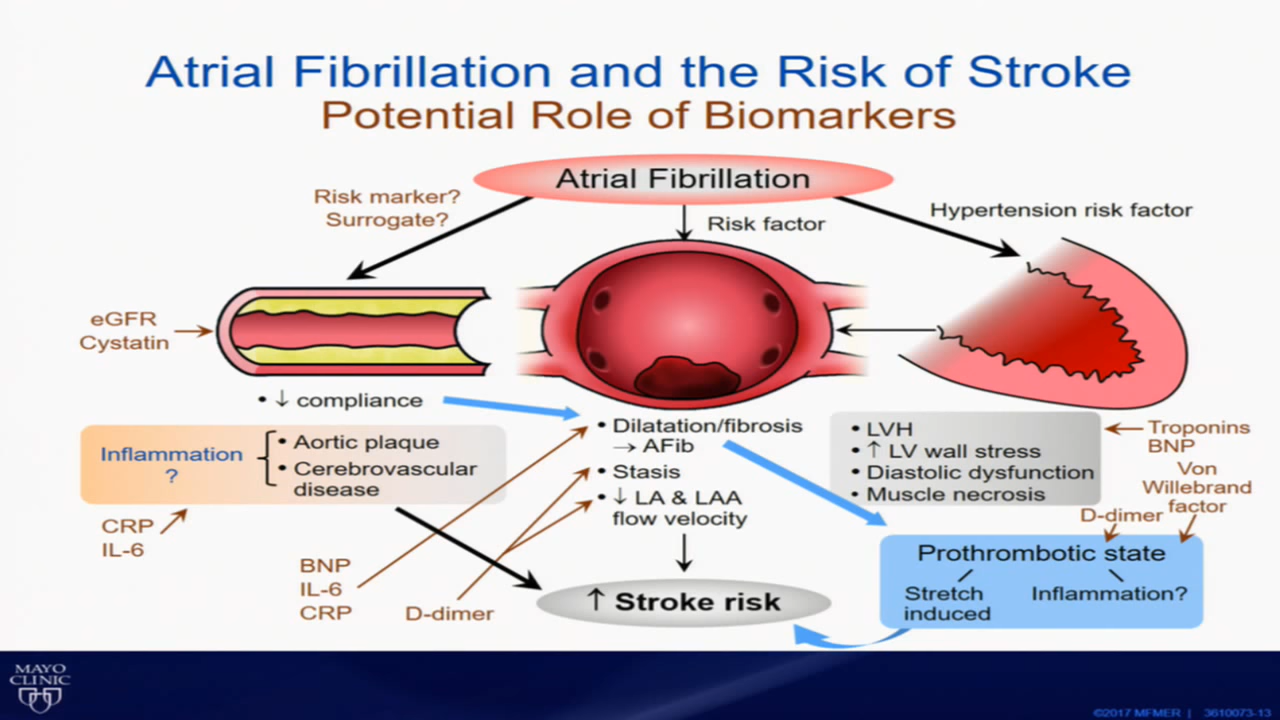 Atrial Fibrillation and the Risk of Stroke
Potential Role of Biomarkers
Atrial Fibrillation
Risk marker?
Surrogate?
Risk factor
Hypertension risk factor
eGFR
Cystatin
• ↓ compliance
Inflammation
?
• Aortic plaque
• Cerebrovascular
disease
CRP
IL-6
• Dilatation/fibrosis
→ AFib
• Stasis
• ↓ LA & LAA
flow velocity
BNP
IL-6
CRP
D-dimer
↑ Stroke risk
• LVH
• ↑ LV wall stress
• Diastolic dysfunction
• Muscle necrosis
Troponins
BNP
Von
Willebrand
factor
D-dimer
Prothrombotic state
Stretch
induced
Inflammation?
MAYO
CLINIC
©2017 MFMER | 3610073-13